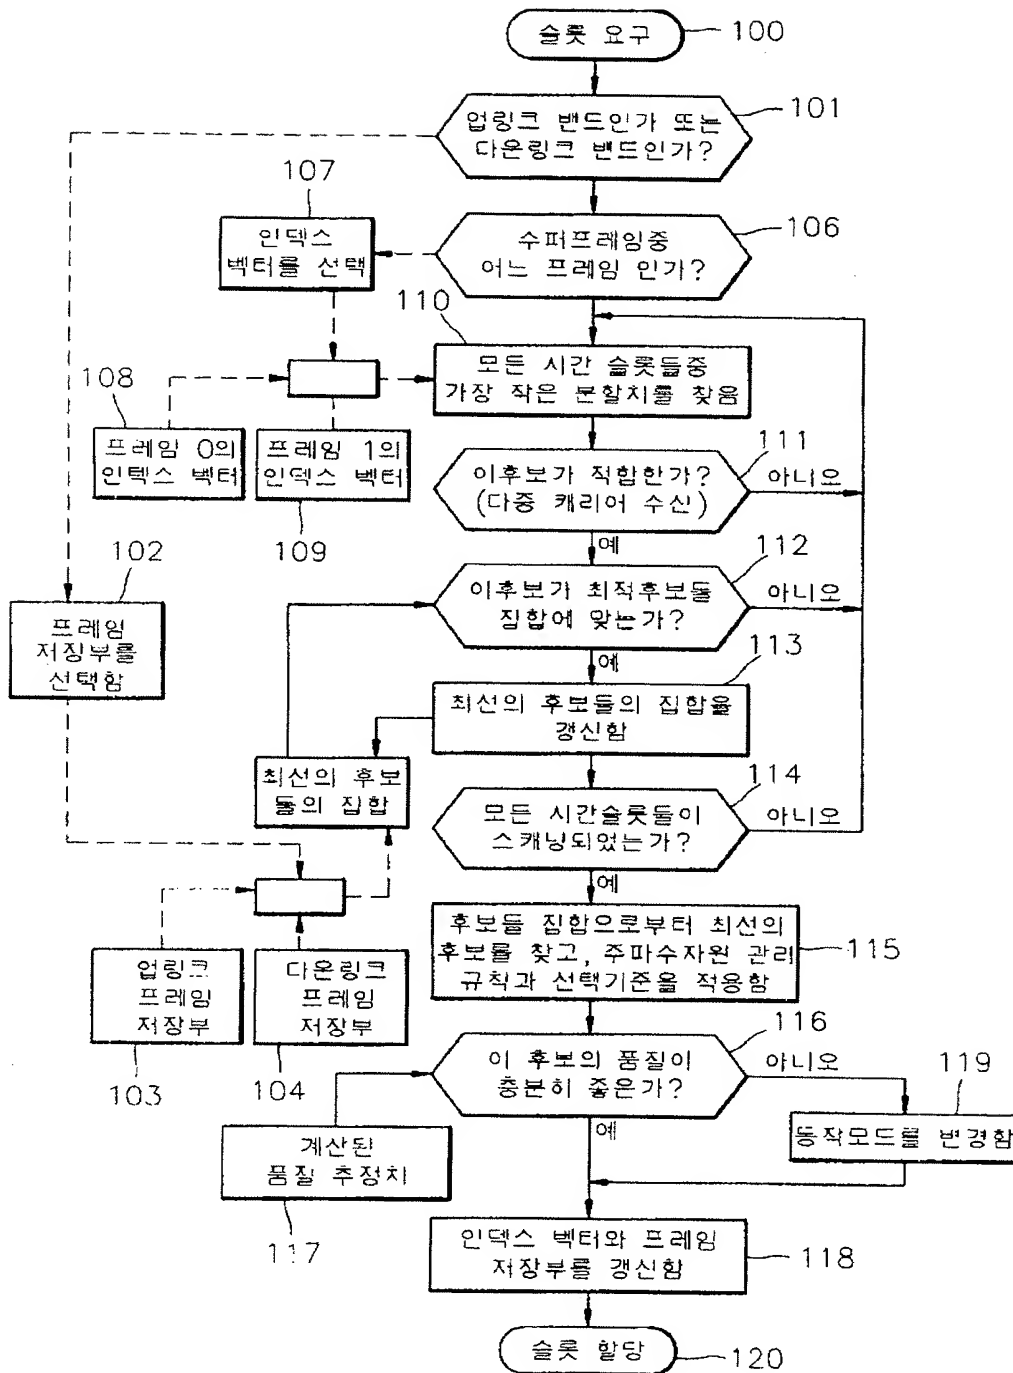 슬롯 요구
100
업링크 밴드인가 또는
다운링크 밴드인가?
101
107
인덱스
벡터를 선택
수퍼프레임중
어느 프레임 인가?
106
110
모든 시간 슬롯들중
가장 작은 분할치를 찾음
108
프레임 0의
인텍스 벡터
프레임 1의
인덱스 벡터
109
이후보가 적합한가?
(다중 캐리어 수신)
111
아니오
예
102
프레임
저장부를
선택함
이후보가 최적후보들
집합에 맞는가?
112
아니오
예
113
최선의 후보들의 집합을
갱신함
최선의 후보
들의 집합
114
모든 시간슬롯들이
스캐닝되었는가?
아니오
예
후보들 집합으로부터 최선의
후보를 찾고, 주파수자원 관리
규칙과 선택기준을 적용함
115
업링크
프레임
저장부
103
다운링크
프레임
저장부
104
이 후보의 품질이
충분히 좋은가?
116
아니오
예
119
동작모드를 변경함
계산된
품질 추정치
117
인덱스 벡터와 프레임
저장부를 갱신함
118
슬롯 할당
120